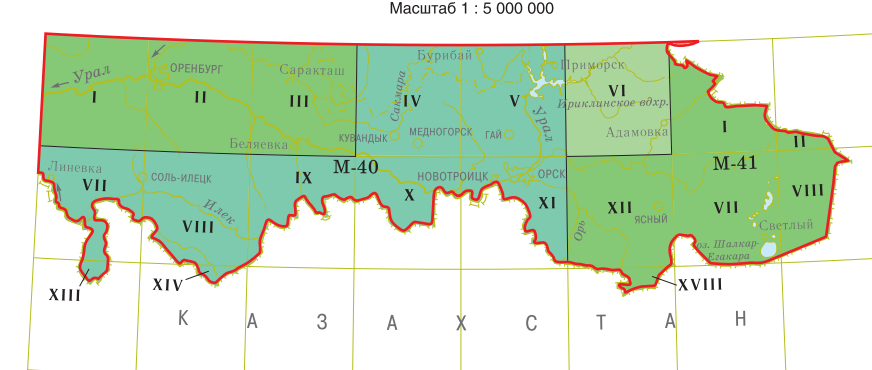 Масштаб 1 : 5 000 000
Бурибай
Приморск
Урал
ОРЕНБУРГ
Саракташ
Сакмара
I
II
III
IV
V
VI
Ириклинское вдхр.
Урал
КУВАНДЫК
МЕДНОГОРСК
ГАЙ
Адамовка
I
II
Беляевка
Линевка
М-40
М-41
VII
СОЛЬ-ИЛЕЦК
IX
НОВОТРОИЦК
ОРСК
X
XI
XII
VII
VIII
Илек
VIII
Орь
ЯСНЫЙ
Светлый
оз. Шалкар-
Егакара
XIII
XIV
XVIII
К А З А Х С Т А Н